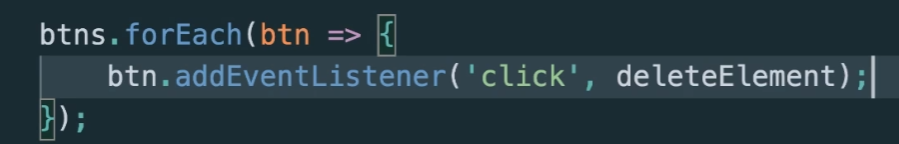 btns.forEach(btn => {
    btn.addEventListener('click', deleteElement);
});